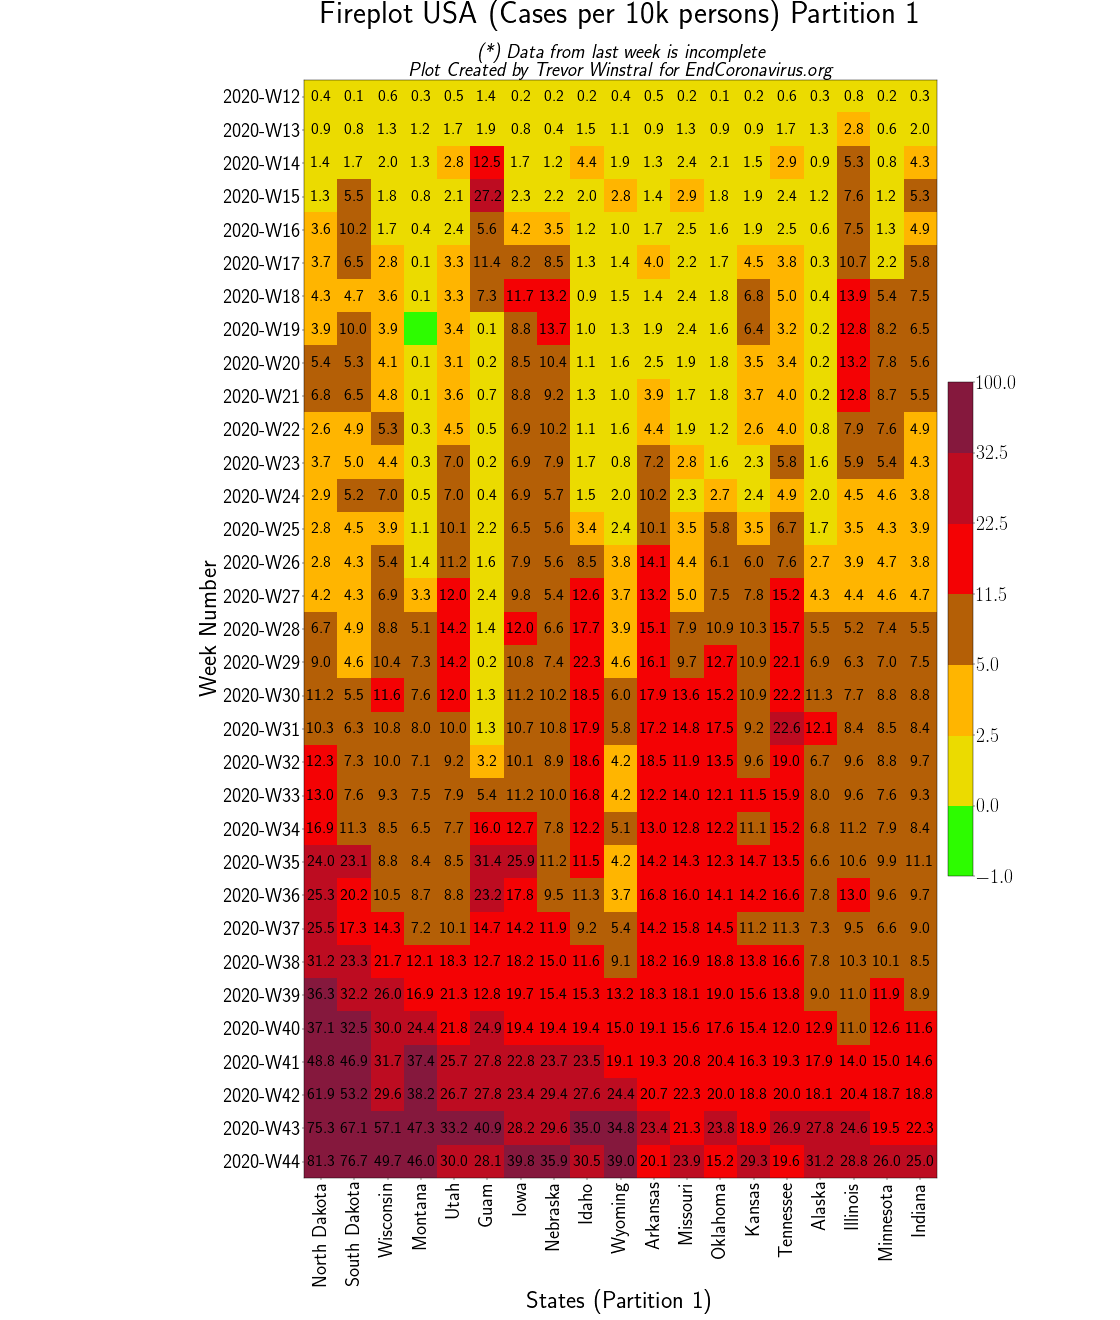 Fireplot USA (Cases per 10k persons) Partition 1
(*) Data from last week is incomplete
Plot Created by Trevor Winstral for EndCoronavirus.org
2020-W12 0.4 0.1 0.6 0.3 0.5 1.4 0.2 0.2 0.2 0.4 0.5 0.2 0.1 0.2 0.6 0.3 0.8 0.2 0.3
2020-W13 0.9 0.8 1.3 1.2 1.7 1.9 0.8 0.4 1.5 1.1 0.9 1.3 0.9 0.9 1.7 1.3 2.8 0.6 2.0
2020-W14 1.4 1.7 2.0 1.3 2.8 12.5 1.7 1.2 4.4 1.9 1.3 2.4 2.1 1.5 2.9 0.9 5.3 0.8 4.3
2020-W15 1.3 5.5 1.8 0.8 2.1 27.2 2.3 2.2 2.0 2.8 1.4 2.9 1.8 1.9 2.4 1.2 7.6 1.2 5.3
2020-W16 3.6 10.2 1.7 0.4 2.4 5.6 4.2 3.5 1.2 1.0 1.7 2.5 1.6 1.9 2.5 0.6 7.5 1.3 4.9
2020-W17 3.7 6.5 2.8 0.1 3.3 11.4 8.2 8.5 1.3 1.4 4.0 2.2 1.7 4.5 3.8 0.3 10.7 2.2 5.8
2020-W18 4.3 4.7 3.6 0.1 3.3 7.3 11.7 13.2 0.9 1.5 1.4 2.4 1.8 6.8 5.0 0.4 13.9 5.4 7.5
2020-W19 3.9 10.0 3.9 3.4 0.1 8.8 13.7 1.0 1.3 1.9 2.4 1.6 6.4 3.2 0.2 12.8 8.2 6.5
2020-W20 5.4 5.3 4.1 0.1 3.1 0.2 8.5 10.4 1.1 1.6 2.5 1.9 1.8 3.5 3.4 0.2 13.2 7.8 5.6
2020-W21 6.8 6.5 4.8 0.1 3.6 0.7 8.8 9.2 1.3 1.0 3.9 1.7 1.8 3.7 4.0 0.2 12.8 8.7 5.5
2020-W22 2.6 4.9 5.3 0.3 4.5 0.5 6.9 10.2 1.1 1.6 4.4 1.9 1.2 2.6 4.0 0.8 7.9 7.6 4.9
2020-W23 3.7 5.0 4.4 0.3 7.0 0.2 6.9 7.9 1.7 0.8 7.2 2.8 1.6 2.3 5.8 1.6 5.9 5.4 4.3
2020-W24 2.9 5.2 7.0 0.5 7.0 0.4 6.9 5.7 1.5 2.0 10.2 2.3 2.7 2.4 4.9 2.0 4.5 4.6 3.8
2020-W25 2.8 4.5 3.9 1.1 10.1 2.2 6.5 5.6 3.4 2.4 10.1 3.5 5.8 3.5 6.7 1.7 3.5 4.3 3.9
2020-W26 2.8 4.3 5.4 1.4 11.2 1.6 7.9 5.6 8.5 3.8 14.1 4.4 6.1 6.0 7.6 2.7 3.9 4.7 3.8
2020-W27 4.2 4.3 6.9 3.3 12.0 2.4 9.8 5.4 12.6 3.7 13.2 5.0 7.5 7.8 15.2 4.3 4.4 4.6 4.7
2020-W28 6.7 4.9 8.8 5.1 14.2 1.4 12.0 6.6 17.7 3.9 15.1 7.9 10.9 10.3 15.7 5.5 5.2 7.4 5.5
2020-W29 9.0 4.6 10.4 7.3 14.2 0.2 10.8 7.4 22.3 4.6 16.1 9.7 12.7 10.9 22.1 6.9 6.3 7.0 7.5
2020-W30 11.2 5.5 11.6 7.6 12.0 1.3 11.2 10.2 18.5 6.0 17.9 13.6 15.2 10.9 22.2 11.3 7.7 8.8 8.8
2020-W31 10.3 6.3 10.8 8.0 10.0 1.3 10.7 10.8 17.9 5.8 17.2 14.8 17.5 9.2 22.6 12.1 8.4 8.5 8.4
2020-W32 12.3 7.3 10.0 7.1 9.2 3.2 10.1 8.9 18.6 4.2 18.5 11.9 13.5 9.6 19.0 6.7 9.6 8.8 9.7
2020-W33 13.0 7.6 9.3 7.5 7.9 5.4 11.2 10.0 16.8 4.2 12.2 14.0 12.1 11.5 15.9 8.0 9.6 7.6 9.3
2020-W34 16.9 11.3 8.5 6.5 7.7 16.0 12.7 7.8 12.2 5.1 13.0 12.8 12.2 11.1 15.2 6.8 11.2 7.9 8.4
2020-W35 24.0 23.1 8.8 8.4 8.5 31.4 25.9 11.2 11.5 4.2 14.2 14.3 12.3 14.7 13.5 6.6 10.6 9.9 11.1
2020-W36 25.3 20.2 10.5 8.7 8.8 23.2 17.8 9.5 11.3 3.7 16.8 16.0 14.1 14.2 16.6 7.8 13.0 9.6 9.7
2020-W37 25.5 17.3 14.3 7.2 10.1 14.7 14.2 11.9 9.2 5.4 14.2 15.8 14.5 11.2 11.3 7.3 9.5 6.6 9.0
2020-W38 31.2 23.3 21.7 12.1 18.3 12.7 18.2 15.0 11.6 9.1 18.2 16.9 18.8 13.8 16.6 7.8 10.3 10.1 8.5
2020-W39 36.3 32.2 26.0 16.9 21.3 12.8 19.7 15.4 15.3 13.2 18.3 18.1 19.0 15.6 13.8 9.0 11.0 11.9 8.9
2020-W40 37.1 32.5 30.0 24.4 21.8 24.9 19.4 19.4 19.4 15.0 19.1 15.6 17.6 15.4 12.0 12.9 11.0 12.6 11.6
2020-W41 48.8 46.9 31.7 37.4 25.7 27.8 22.8 23.7 23.5 19.1 19.3 20.8 20.4 16.3 19.3 17.9 14.0 15.0 14.6
2020-W42 61.9 53.2 29.6 38.2 26.7 27.8 23.4 29.4 27.6 24.4 20.7 22.3 20.0 18.8 20.0 18.1 20.4 18.7 18.8
2020-W43 75.3 67.1 57.1 47.3 33.2 40.9 28.2 29.6 35.0 34.8 23.4 21.3 23.8 18.9 26.9 27.8 24.6 19.5 22.3
2020-W44 81.3 76.7 49.7 46.0 30.0 28.1 39.8 35.9 30.5 39.0 20.1 23.9 15.2 29.3 19.6 31.2 28.8 26.0 25.0
North Dakota South Dakota Wisconsin Montana Utah Guam Iowa Nebraska Idaho Wyoming Arkansas Missouri Oklahoma Kansas Tennessee Alaska Illinois Minnesota Indiana
States (Partition 1)
Week Number
100.0
32.5
22.5
11.5
5.0
2.5
0.0
−1.0